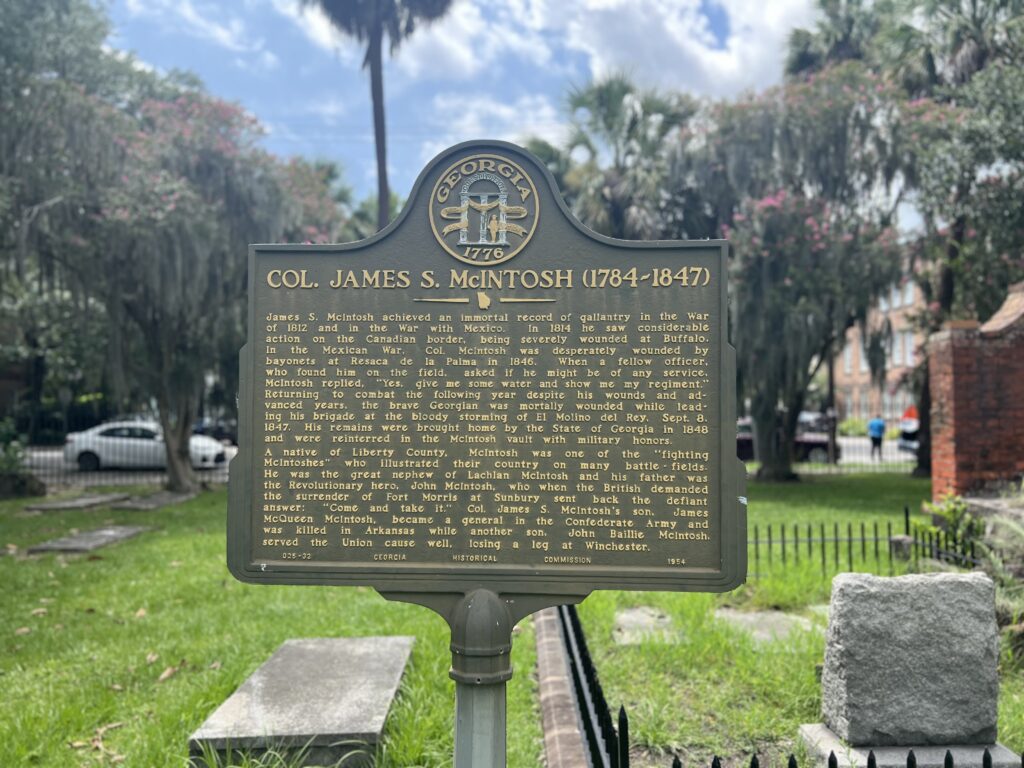 GEORGIA
1776
COL. JAMES S. McINTOSH (1784-1847)
James S. McIntosh achieved an immortal record of gallantry in the War
of 1812 and in the War with Mexico. In 1814 he saw considerable
action on the Canadian border, being severely wounded at Buffalo.
In the Mexican War, Col. McIntosh was desperately wounded by
bayonets at Resaca de la Palma in 1846. When a fellow officer,
who found him on the field, asked if he might be of any service,
McIntosh replied, "Yes, give me some water and show me my regiment."
Returning to combat the following year despite his wounds and ad-
vanced years, the brave Georgian was mortally wounded while lead-
ing his brigade at the bloody storming of El Molino del Rey, Sept. 8,
1847. His remains were brought home by the State of Georgia in 1848
and were reinterred in the McIntosh vault with military honors.
A native of Liberty County, McIntosh was one of the "fighting
McIntoshes" who illustrated their country on many battle-fields.
He was the great nephew of Lachlan McIntosh and his father was
the Revolutionary hero, John McIntosh, who when the British demanded
the surrender of Fort Morris at Sunbury sent back the defiant
answer: "Come and take it." Col. James S. McIntosh's son, James
McQueen McIntosh, became a general in the Confederate Army and
was killed in Arkansas while another son, John Baillie McIntosh,
served the Union cause well, losing a leg at Winchester.
025-32 GEORGIA HISTORICAL COMMISSION 1954